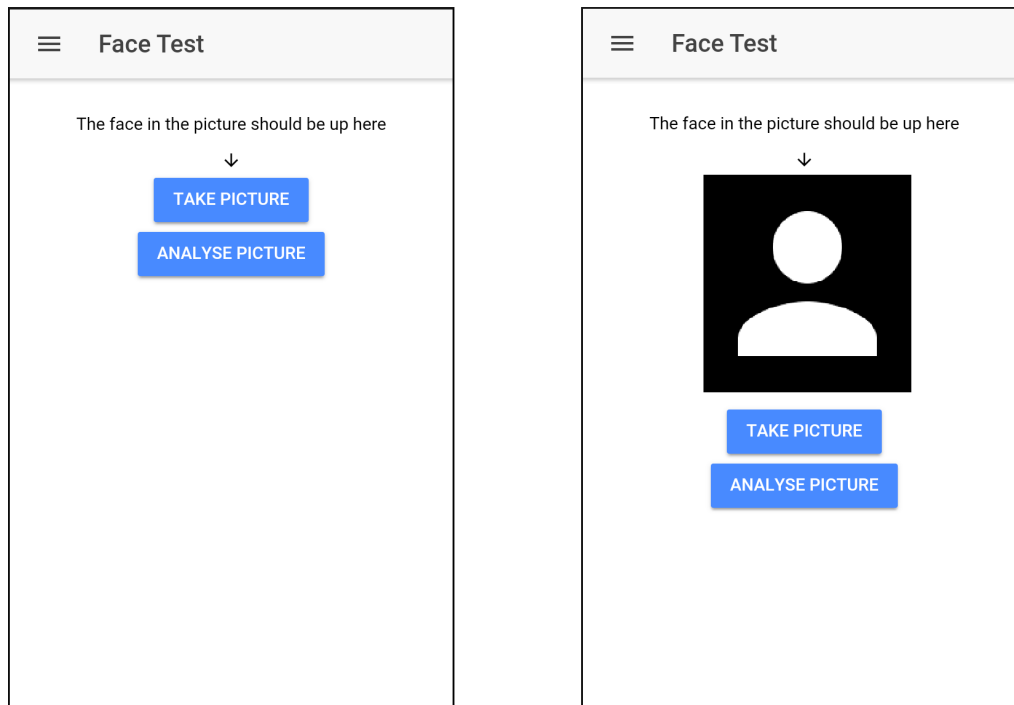 Face Test
The face in the picture should be up here
TAKE PICTURE
ANALYSE PICTURE
Face Test
The face in the picture should be up here
TAKE PICTURE
ANALYSE PICTURE